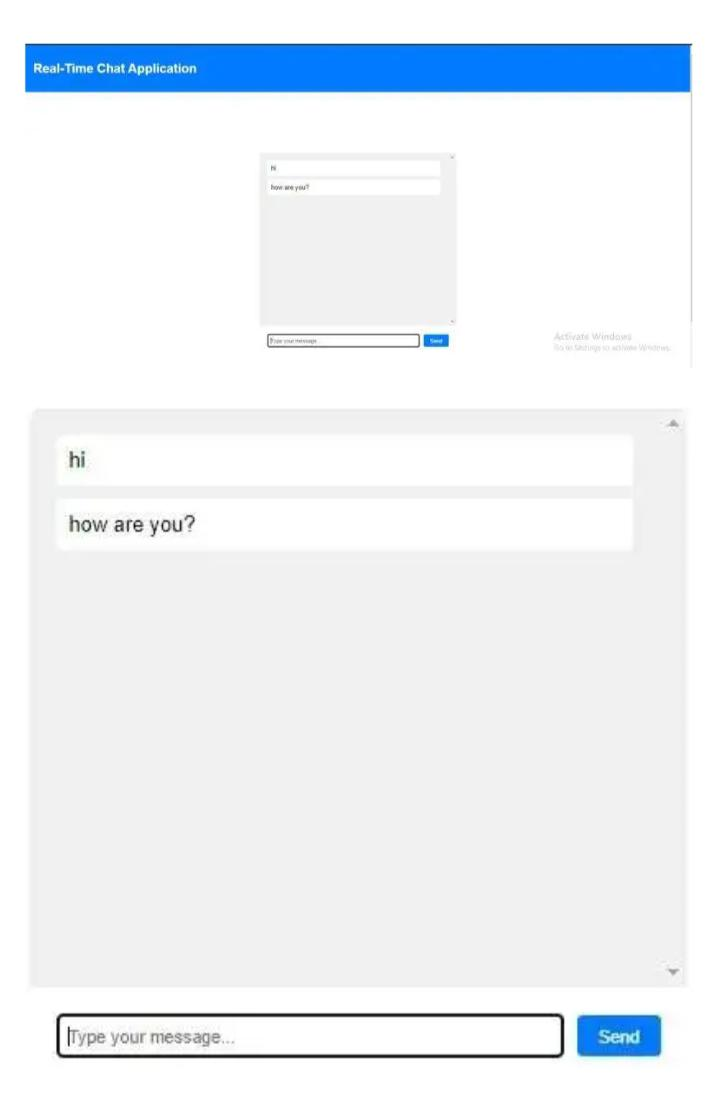 Real-Time Chat Application
hi
how are you?
Type your message...
Send
Activate Windows
Go to Settings to activate Windows.
hi
how are you?
Type your message...
Send